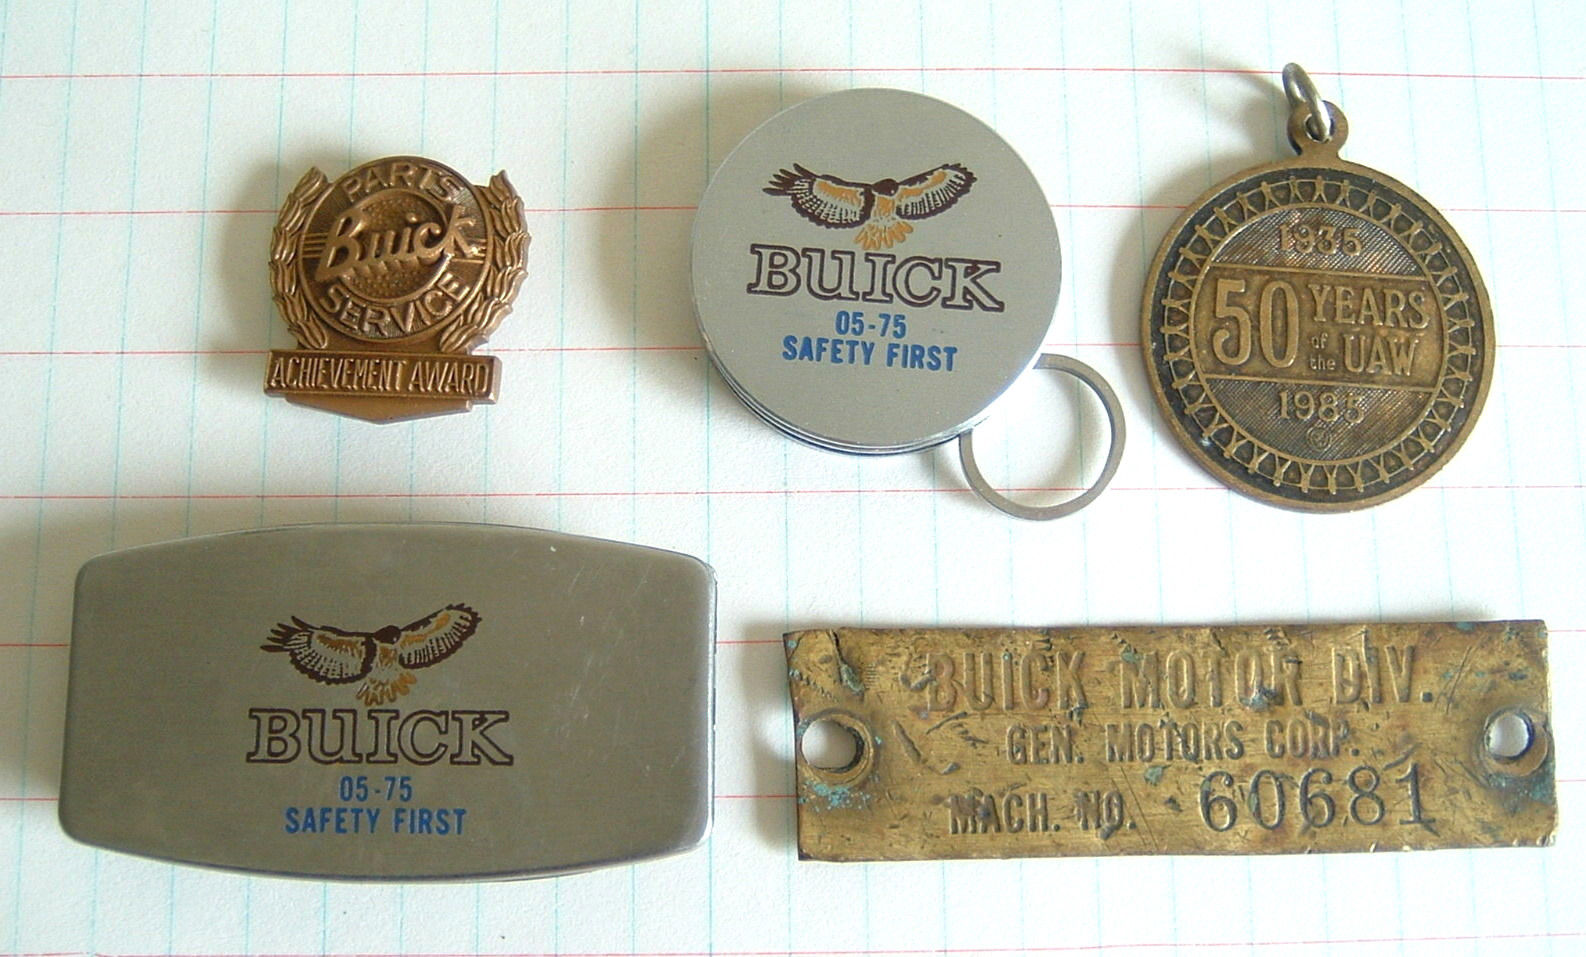 PARTS
Buick
SERVICE
ACHIEVEMENT AWARD
BUICK
05-75
SAFETY FIRST
1935
50 YEARS
of the UAW
1985
BUICK
05-75
SAFETY FIRST
BUICK MOTOR DIV.
GEN. MOTORS CORP.
MACH. NO. 60681